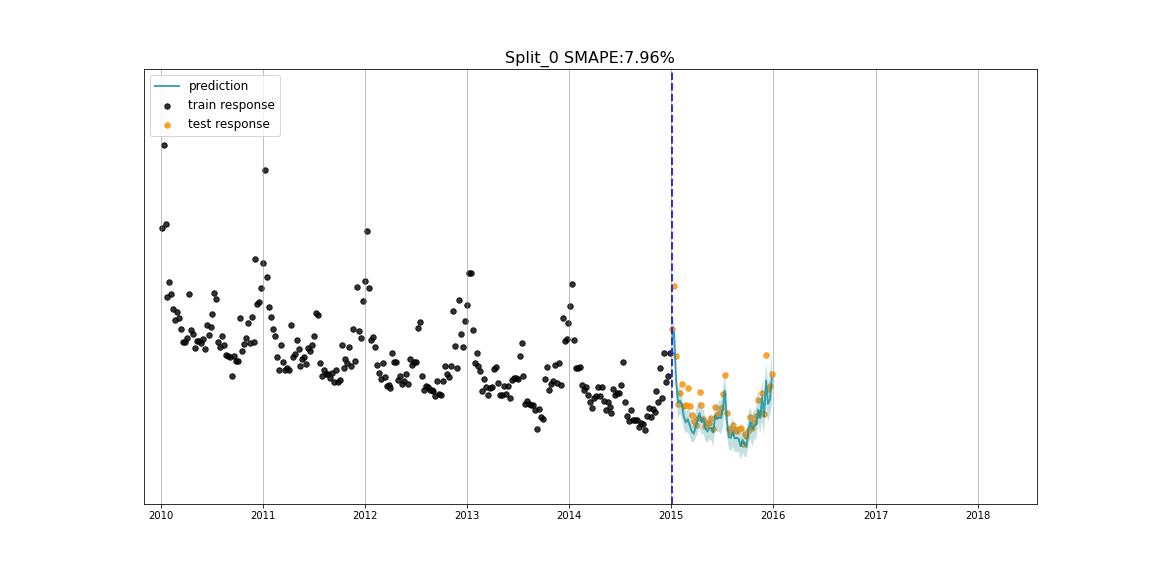 Split_0 SMAPE:7.96%
prediction
train response
test response
2010 2011 2012 2013 2014 2015 2016 2017 2018